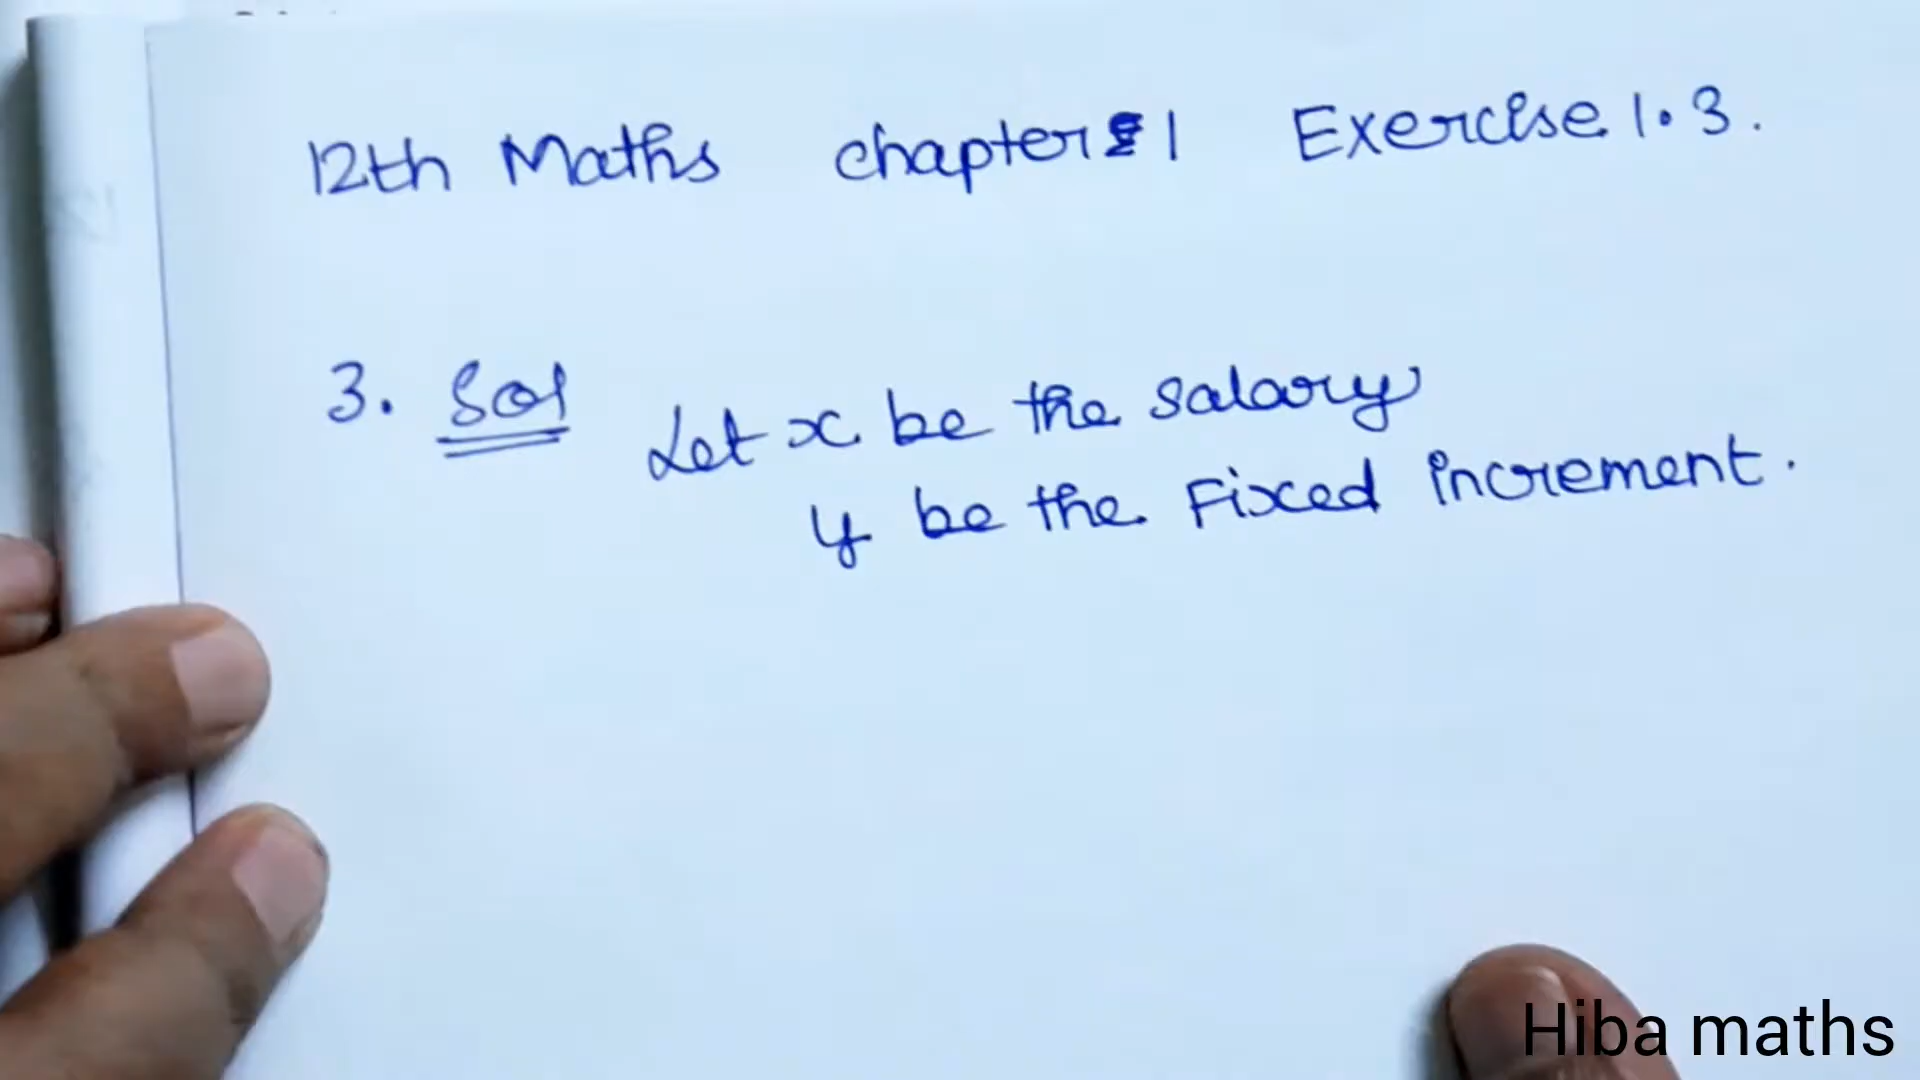 12th Maths chapter 1 Exercise 1.3.
3. Sol Let x be the salary
y be the Fixed increment.
Hiba maths